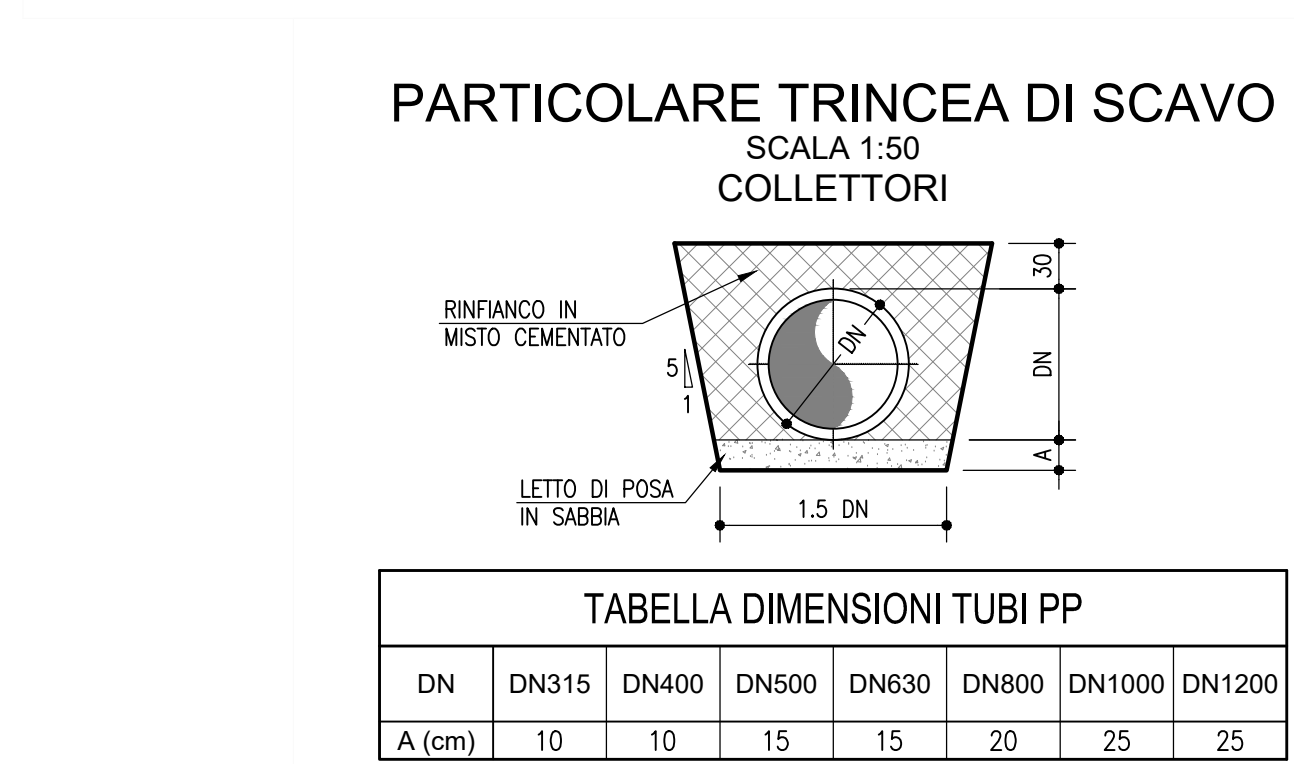 PARTICOLARE TRINCEA DI SCAVO
SCALA 1:50
COLLETTORI
30
RINFIANCO IN
MISTO CEMENTATO
DN
DN
5
1
A
LETTO DI POSA
IN SABBIA
1.5 DN
TABELLA DIMENSIONI TUBI PP
DN DN315 DN400 DN500 DN630 DN800 DN1000 DN1200
A (cm) 10 10 15 15 20 25 25